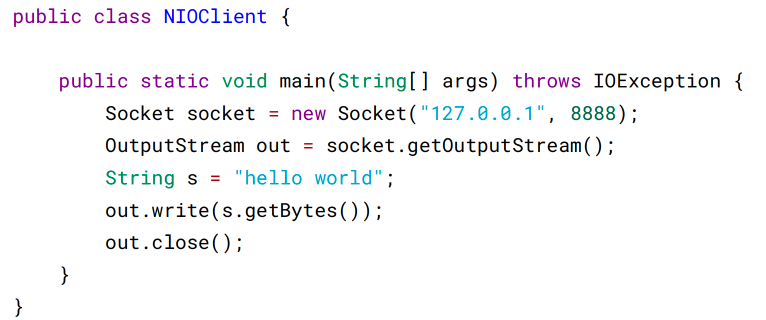 public class NIOClient {
    public static void main(String[] args) throws IOException {
        Socket socket = new Socket("127.0.0.1", 8888);
        OutputStream out = socket.getOutputStream();
        String s = "hello world";
        out.write(s.getBytes());
        out.close();
    }
}